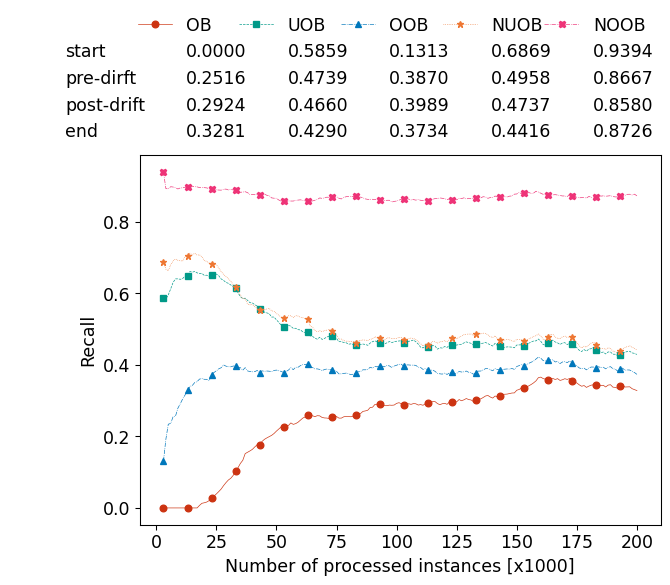 OB UOB OOB NUOB NOOB
start 0.0000 0.5859 0.1313 0.6869 0.9394
pre-dirft 0.2516 0.4739 0.3870 0.4958 0.8667
post-drift 0.2924 0.4660 0.3989 0.4737 0.8580
end 0.3281 0.4290 0.3734 0.4416 0.8726
0.8
0.6
0.4
0.2
0.0
Recall
0 25 50 75 100 125 150 175 200
Number of processed instances [x1000]